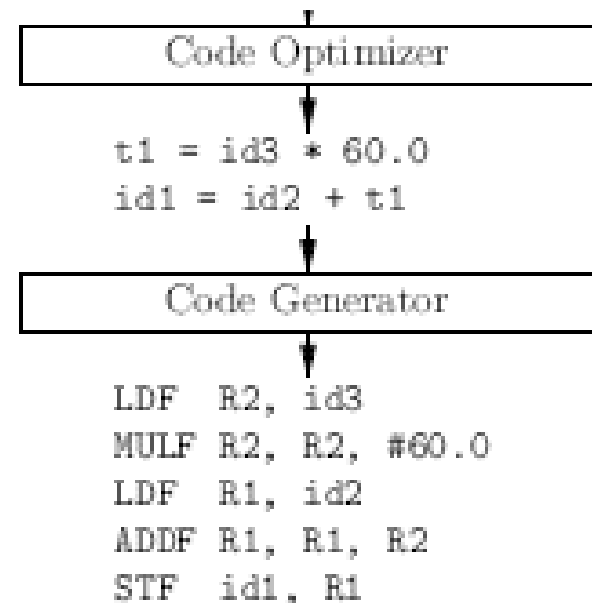 Code Optimizer
t1 = id3 * 60.0
id1 = id2 + t1
Code Generator
LDF R2, id3
MULF R2, R2, #60.0
LDF R1, id2
ADDF R1, R1, R2
STF id1, R1